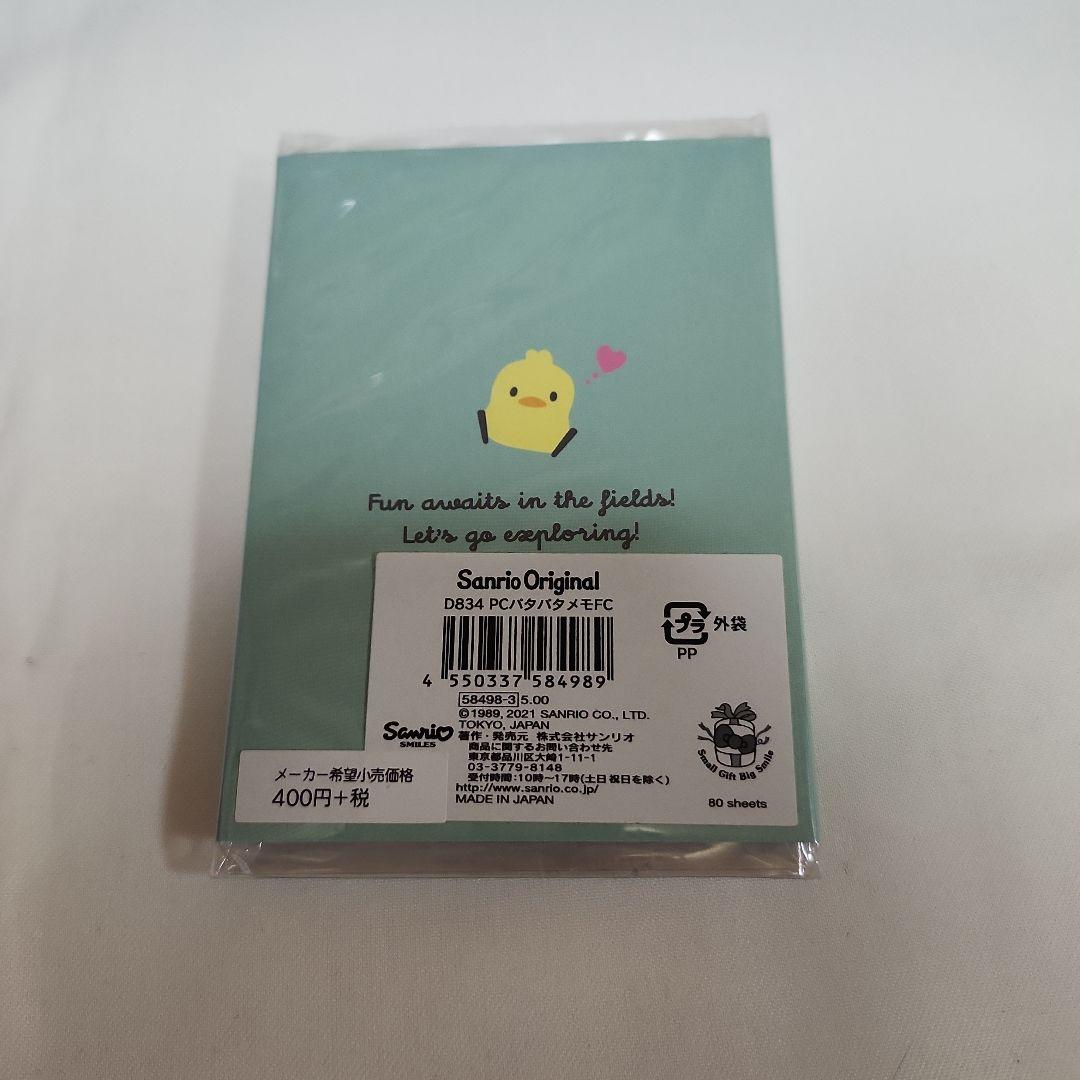 Fun awaits in the fields!
Let's go exploring!
Sanrio Original
D834 PCパタパタメモFC
4 550337 584989
58498-3 5.00
©1989, 2021 SANRIO CO., LTD.
TOKYO, JAPAN
著作・発売元 株式会社サンリオ
商品に関するお問い合わせ先
東京都品川区大崎1-11-1
03-3779-8148
受付時間:10時~17時(土日祝日を除く)
http://www.sanrio.co.jp/
MADE IN JAPAN
Sanrio
SMILES
プラ 外袋
PP
Small Gift Big Smile
80 sheets
メーカー希望小売価格
400円+税